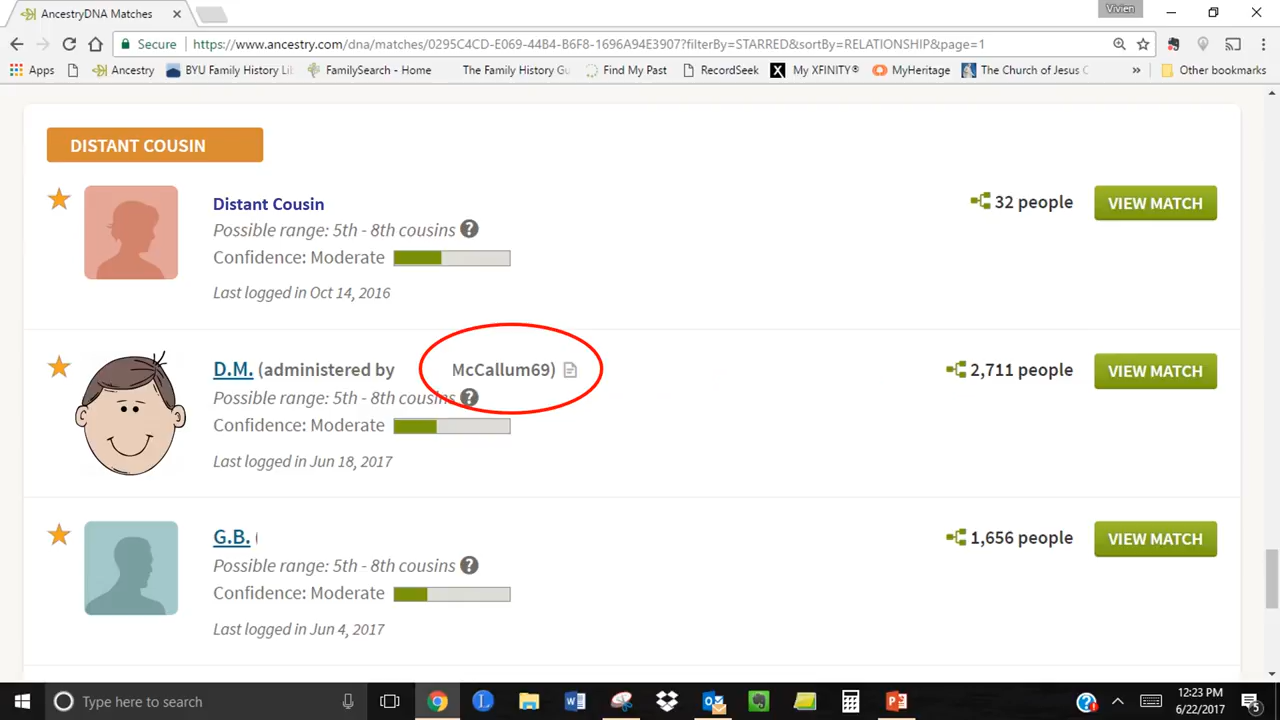 AncestryDNA Matches
Vivien
Secure https://www.ancestry.com/dna/matches/0295C4CD-E069-44B4-B6F8-1696A94E3907?filterBy=STARRED&sortBy=RELATIONSHIP&page=1
Apps Ancestry BYU Family History Li FamilySearch - Home The Family History Gu Find My Past RecordSeek X My XFINITY® MyHeritage The Church of Jesus C » Other bookmarks
DISTANT COUSIN
Distant Cousin 32 people VIEW MATCH
Possible range: 5th - 8th cousins ?
Confidence: Moderate
Last logged in Oct 14, 2016
D.M. (administered by McCallum69) 2,711 people VIEW MATCH
Possible range: 5th - 8th cousins ?
Confidence: Moderate
Last logged in Jun 18, 2017
G.B. ( 1,656 people VIEW MATCH
Possible range: 5th - 8th cousins ?
Confidence: Moderate
Last logged in Jun 4, 2017
Type here to search
12:23 PM
6/22/2017
5